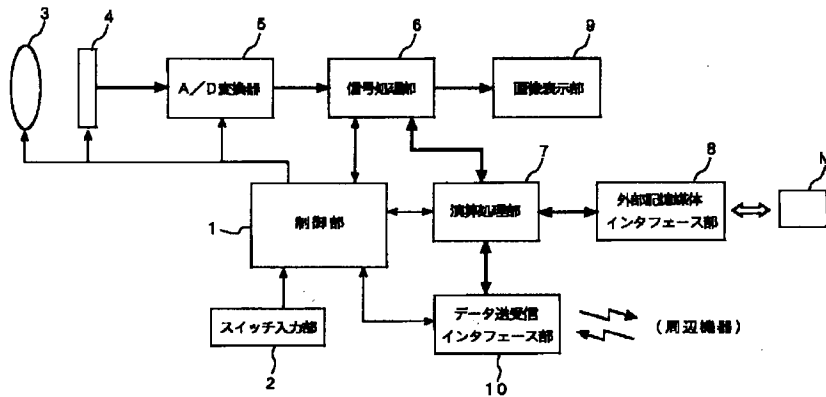 3
4
5
6
9
A/D変換器
信号処理部
画像表示部
7
8
M
1
制御部
演算処理部
外部記憶媒体
インタフェース部
スイッチ入力部
2
データ送受信
インタフェース部
(周辺機器)
10